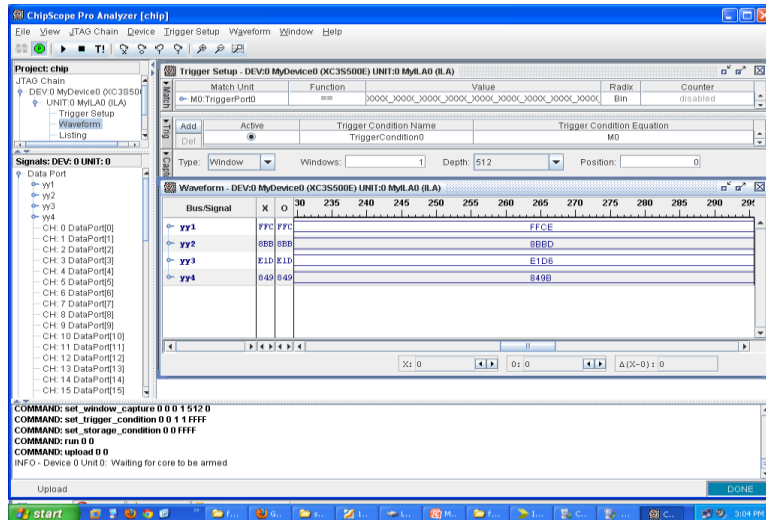 ChipScope Pro Analyzer [chip]
File View JTAG Chain Device Trigger Setup Waveform Window Help
T!
Project: chip
JTAG Chain
DEV:0 MyDevice0 (XC3S50
UNIT:0 MyILA0 (ILA)
Trigger Setup
Waveform
Listing
Signals: DEV: 0 UNIT: 0
Data Port
yy1
yy2
yy3
yy4
CH: 0 DataPort[0]
CH: 1 DataPort[1]
CH: 2 DataPort[2]
CH: 3 DataPort[3]
CH: 4 DataPort[4]
CH: 5 DataPort[5]
CH: 6 DataPort[6]
CH: 7 DataPort[7]
CH: 8 DataPort[8]
CH: 9 DataPort[9]
CH: 10 DataPort[10]
CH: 11 DataPort[11]
CH: 12 DataPort[12]
CH: 13 DataPort[13]
CH: 14 DataPort[14]
CH: 15 DataPort[15]
Trigger Setup - DEV:0 MyDevice0 (XC3S500E) UNIT:0 MyILA0 (ILA)
Match
Match Unit Function Value Radix Counter
M0:TriggerPort0 == XXXX_XXXX_XXXX_XXXX_XXXX_XXXX_XXXX_XXXX Bin disabled
Trig
Add Active Trigger Condition Name Trigger Condition Equation
Del TriggerCondition0 M0
Capt
Type: Window Windows: 1 Depth: 512 Position: 0
Waveform - DEV:0 MyDevice0 (XC3S500E) UNIT:0 MyILA0 (ILA)
Bus/Signal X O 30 235 240 245 250 255 260 265 270 275 280 285 290 295
yy1 FFC FFC FFCE
yy2 8BB 8BB 8BBD
yy3 E1D E1D E1D6
yy4 849 849 849B
X: 0 O: 0 Δ(X-O): 0
COMMAND: set_window_capture 0 0 0 1 512 0
COMMAND: set_trigger_condition 0 0 1 1 FFFF
COMMAND: set_storage_condition 0 0 FFFF
COMMAND: run 0 0
COMMAND: upload 0 0
INFO - Device 0 Unit 0: Waiting for core to be armed
Upload DONE
start f... G... s... t... L... M... f... I... C... C... 3:04 PM